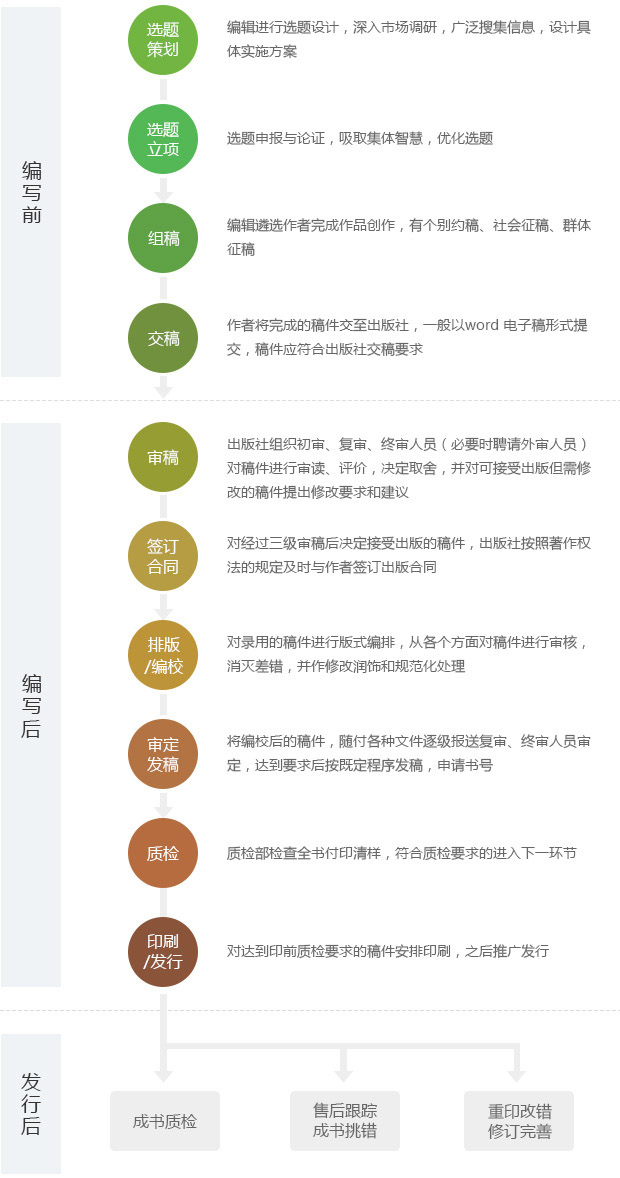 编写前
选题
策划
编辑进行选题设计，深入市场调研，广泛搜集信息，设计具
体实施方案
选题
立项
选题申报与论证，吸取集体智慧，优化选题
组稿
编辑遴选作者完成作品创作，有个别约稿、社会征稿、群体
征稿
交稿
作者将完成的稿件交至出版社，一般以word 电子稿形式提
交，稿件应符合出版社交稿要求
编写后
审稿
出版社组织初审、复审、终审人员（必要时聘请外审人员）
对稿件进行审读、评价，决定取舍，并对可接受出版但需修
改的稿件提出修改要求和建议
签订
合同
对经过三级审稿后决定接受出版的稿件，出版社按照著作权
法的规定及时与作者签订出版合同
排版
/编校
对录用的稿件进行版式编排，从各个方面对稿件进行审核，
消灭差错，并作修改润饰和规范化处理
审定
发稿
将编校后的稿件，随付各种文件逐级报送复审、终审人员审
定，达到要求后按既定程序发稿，申请书号
质检
质检部检查全书付印清样，符合质检要求的进入下一环节
印刷
/发行
对达到印前质检要求的稿件安排印刷，之后推广发行
发行后
成书质检
售后跟踪
成书挑错
重印改错
修订完善